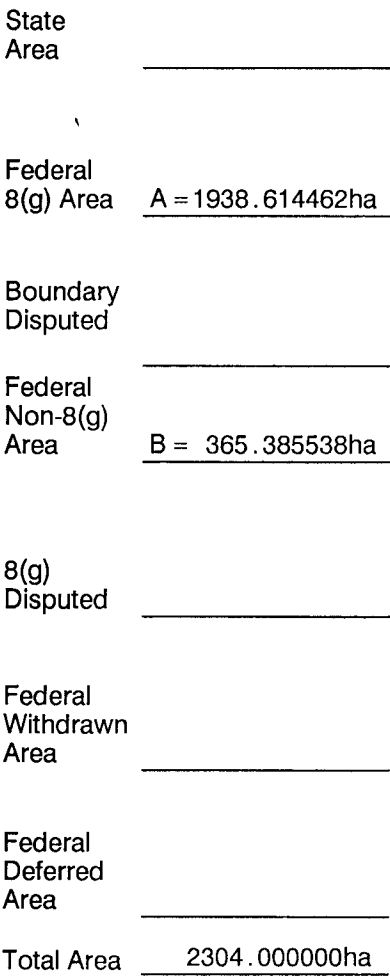 State
Area
Federal
8(g) Area A = 1938.614462ha
Boundary
Disputed
Federal
Non-8(g)
Area B = 365.385538ha
8(g)
Disputed
Federal
Withdrawn
Area
Federal
Deferred
Area
Total Area 2304.000000ha